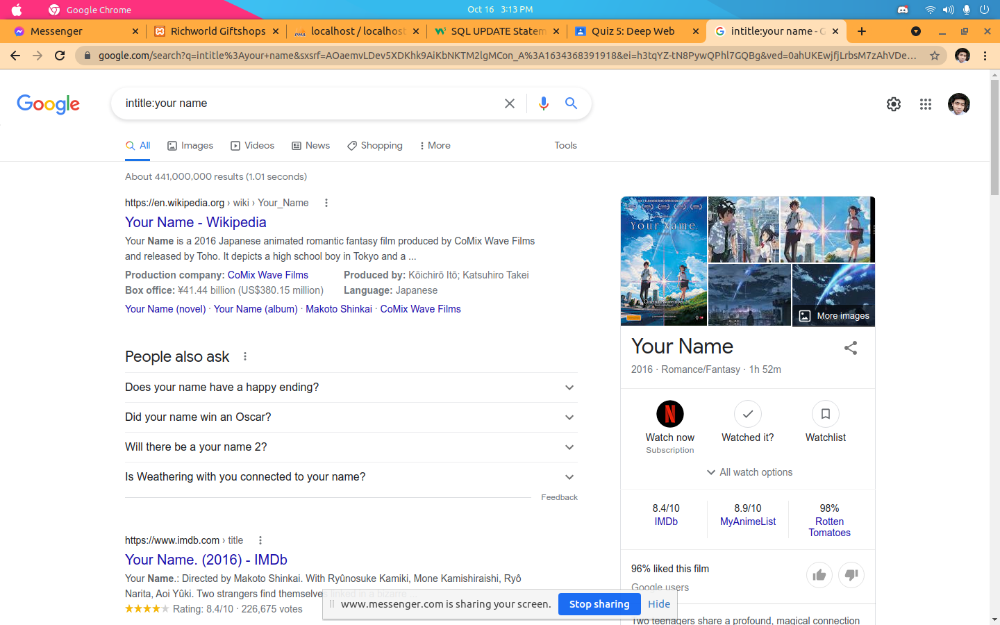 Google Chrome
Oct 16 3:13 PM
Messenger
Richworld Giftshops
localhost / localhost
SQL UPDATE Statem
Quiz 5: Deep Web
intitle:your name - G
google.com/search?q=intitle%3Ayour+name&sxsrf=AOaemvLDev5XDKhk9AiKbNKTM2lgMCon_A%3A1634368391918&ei=h3tqYZ-tN8PywQPhl7GQBg&ved=0ahUKEwjfjLrbsM7zAhVDe...
Google
intitle:your name
All
Images
Videos
News
Shopping
More
Tools
About 441,000,000 results (1.01 seconds)
https://en.wikipedia.org › wiki › Your_Name
Your Name - Wikipedia
Your Name is a 2016 Japanese animated romantic fantasy film produced by CoMix Wave Films
and released by Toho. It depicts a high school boy in Tokyo and a ...
Production company: CoMix Wave Films
Produced by: Kōichirō Itō; Katsuhiro Takei
Box office: ¥41.44 billion (US$380.15 million)
Language: Japanese
Your Name (novel) · Your Name (album) · Makoto Shinkai · CoMix Wave Films
People also ask
Does your name have a happy ending?
Did your name win an Oscar?
Will there be a your name 2?
Is Weathering with you connected to your name?
Feedback
https://www.imdb.com › title
Your Name. (2016) - IMDb
Your Name.: Directed by Makoto Shinkai. With Ryûnosuke Kamiki, Mone Kamishiraishi, Ryô
Narita, Aoi Yûki. Two strangers find themselves linked in a bizarre ...
Rating: 8.4/10 · 226,675 votes
www.messenger.com is sharing your screen.
Stop sharing
Hide
your name.
In Cinemas November 24
More images
Your Name
2016 · Romance/Fantasy · 1h 52m
Watch now
Subscription
Watched it?
Watchlist
All watch options
8.4/10
IMDb
8.9/10
MyAnimeList
98%
Rotten
Tomatoes
96% liked this film
Google users
Two teenagers share a profound, magical connection